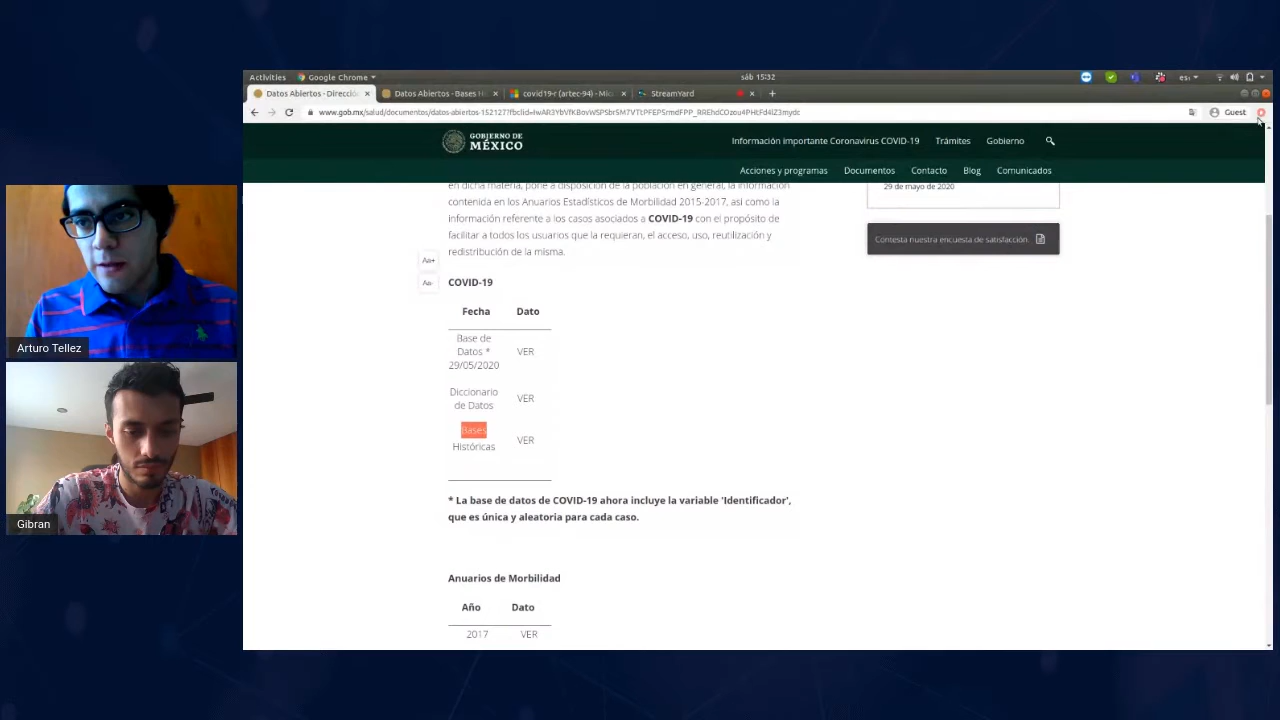 Activities
Google Chrome
sáb 15:32
es
Datos Abiertos - Direcció
Datos Abiertos - Bases H
covid19-r (artec-94) - Mic
StreamYard
Guest
GOBIERNO DE
MÉXICO
Información importante Coronavirus COVID-19
Trámites
Gobierno
Acciones y programas
Documentos
Contacto
Blog
Comunicados
en dicha materia, pone a disposición de la población en general, la información
contenida en los Anuarios Estadísticos de Morbilidad 2015-2017, así como la
información referente a los casos asociados a COVID-19 con el propósito de
facilitar a todos los usuarios que la requieran, el acceso, uso, reutilización y
redistribución de la misma.
29 de mayo de 2020
Contesta nuestra encuesta de satisfacción
Aa+
Aa-
COVID-19
Fecha Dato
Base de
Datos * VER
29/05/2020
Diccionario
de Datos VER
Bases
Históricas VER
* La base de datos de COVID-19 ahora incluye la variable 'Identificador',
que es única y aleatoria para cada caso.
Anuarios de Morbilidad
Año Dato
2017 VER
Arturo Tellez
Gibran